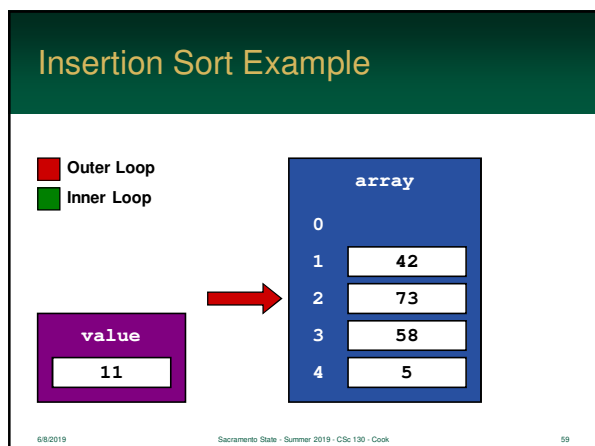 Insertion Sort Example
Outer Loop
Inner Loop
array
0
1 42
2 73
3 58
4 5
value
11
6/8/2019 Sacramento State - Summer 2019 - CSc 130 - Cook 59